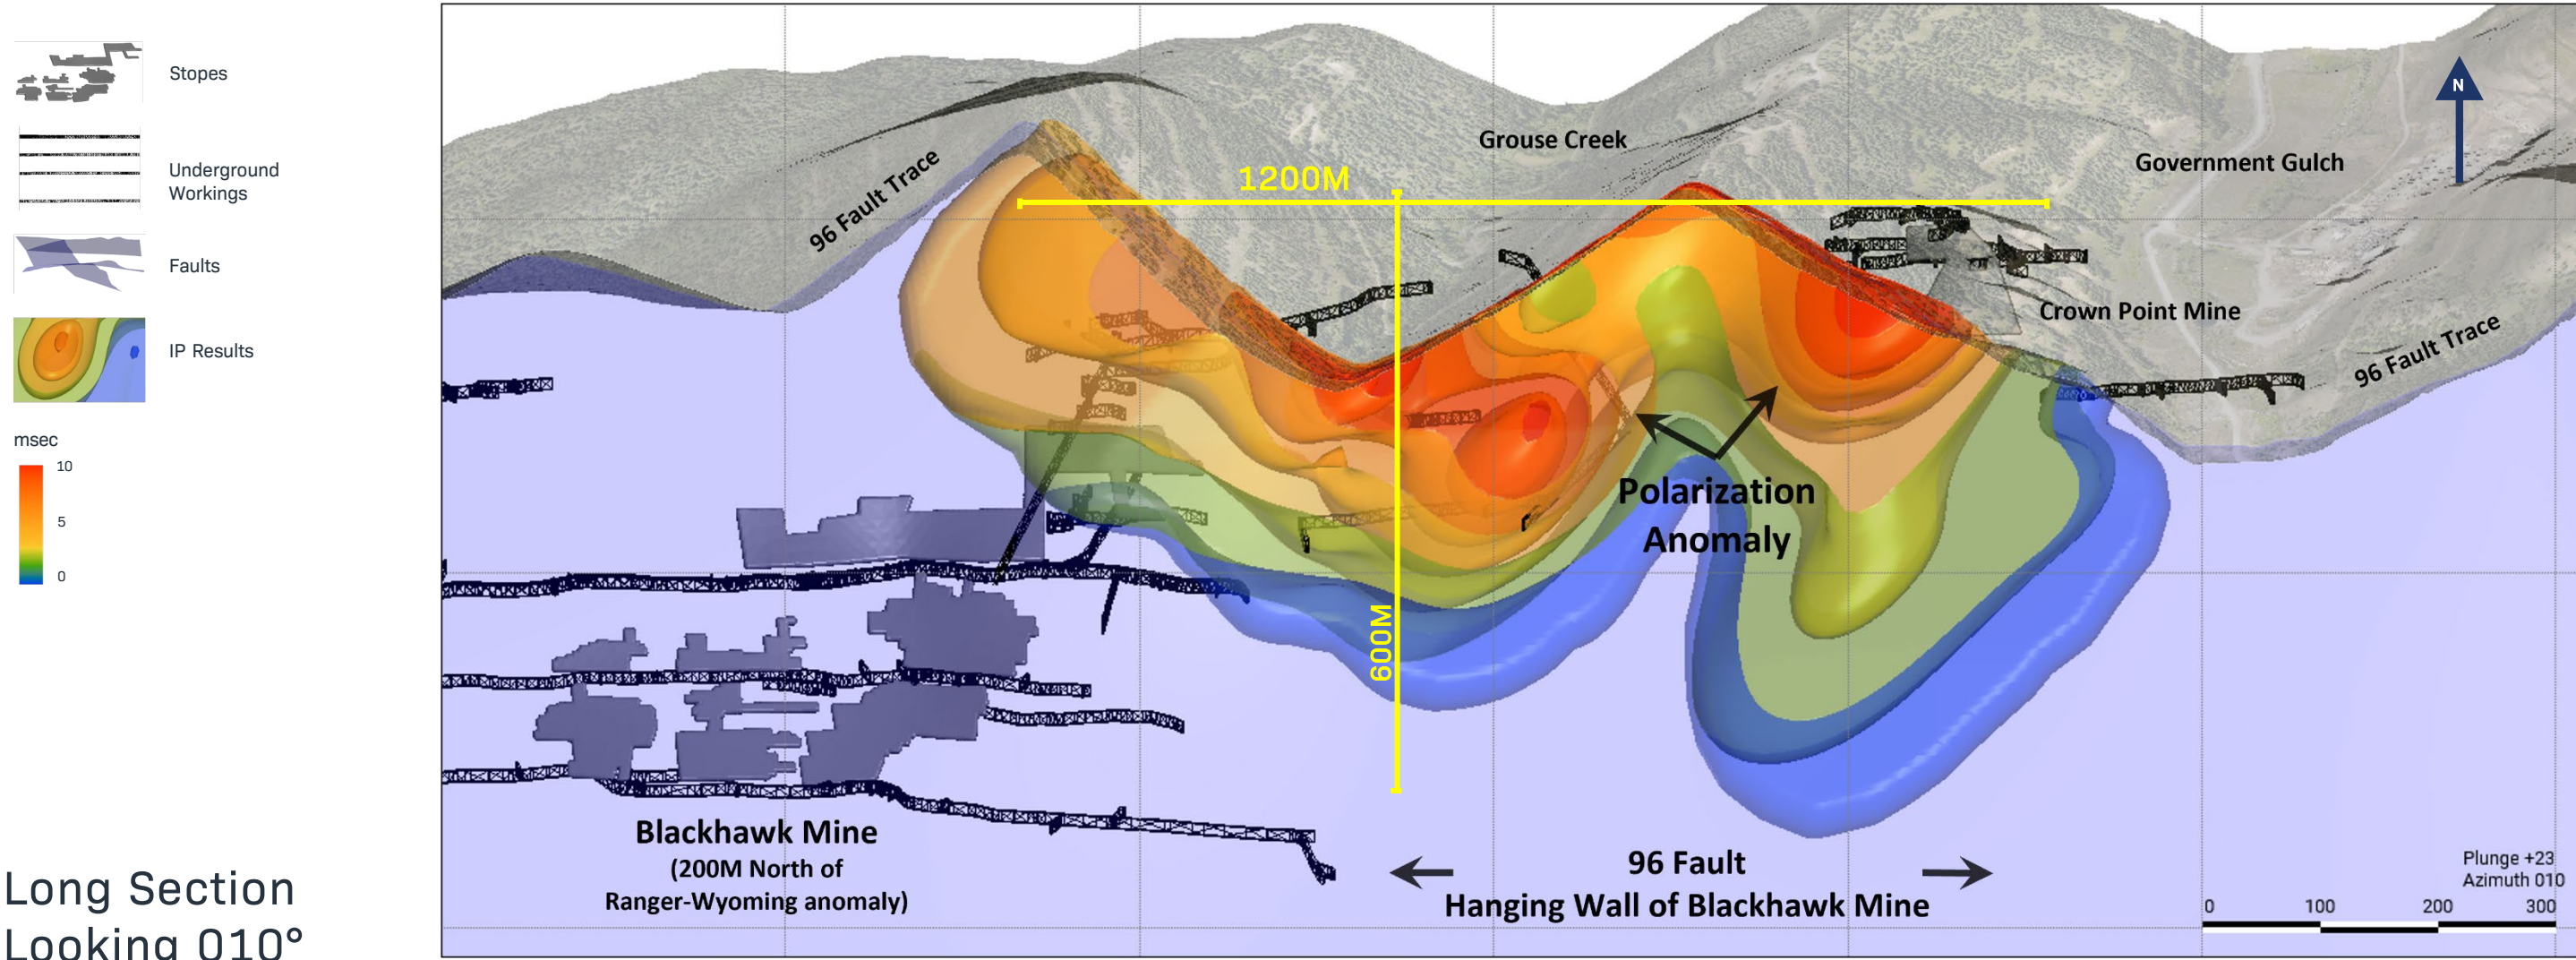 Stopes
Underground
Workings
Faults
IP Results
msec
10
5
0
Long Section
Looking 010°
96 Fault Trace
1200M
Grouse Creek
Government Gulch
N
Crown Point Mine
96 Fault Trace
Polarization
Anomaly
600M
Blackhawk Mine
(200M North of
Ranger-Wyoming anomaly)
96 Fault
Hanging Wall of Blackhawk Mine
Plunge +23
Azimuth 010
0 100 200 300